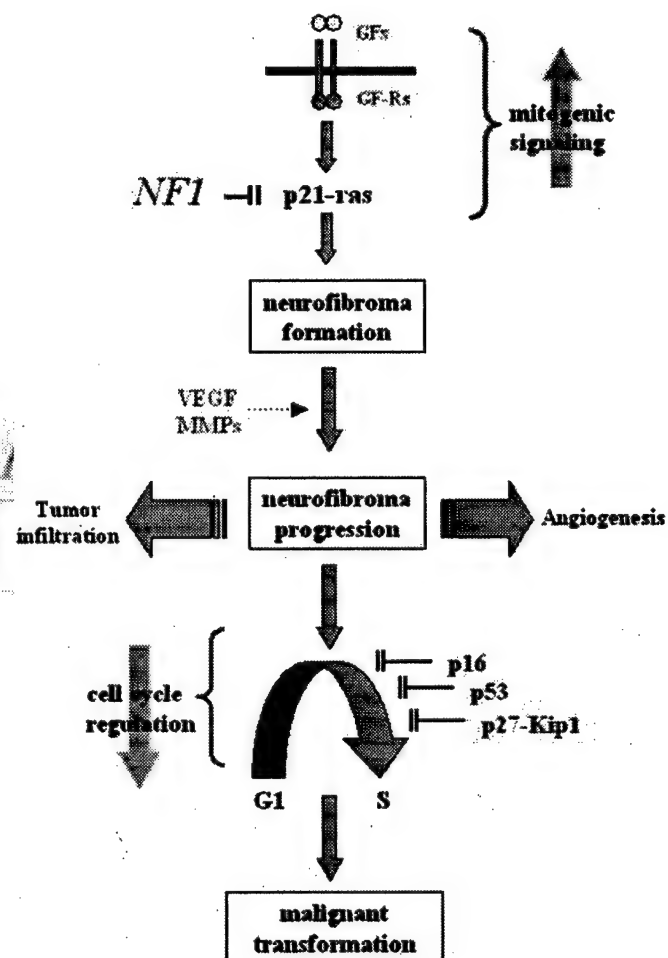 GFs
GF-Rs
mitogenic
signaling
NF1
p21-ras
neurofibroma
formation
VEGF
MMPs
Tumor
infiltration
neurofibroma
progression
Angiogenesis
cell cycle
regulation
p16
p53
p27-Kip1
G1
S
malignant
transformation